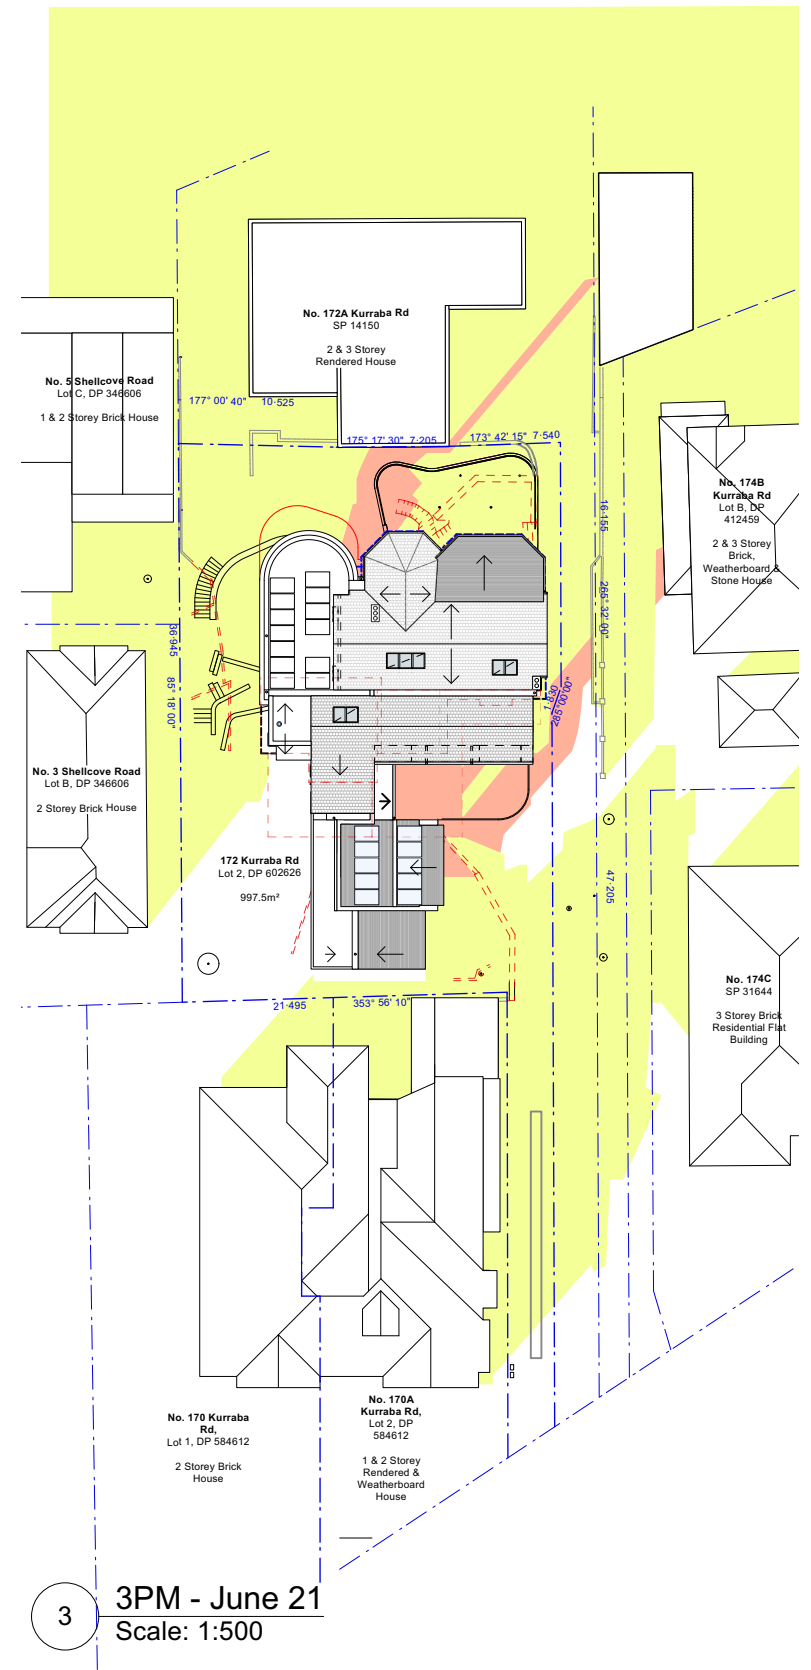 No. 172A Kurraba Rd
SP 14150
2 & 3 Storey
Rendered House
No. 5 Shellcove Road
Lot C, DP 346606
1 & 2 Storey Brick House
177° 00' 40" 10·525
175° 17' 30" 7·205
173° 42' 15" 7·540
No. 174B
Kurraba Rd
Lot B, DP
412459
2 & 3 Storey
Brick,
Weatherboard &
Stone House
16·155
265° 32' 00"
36·945
85° 18' 00"
1·830
285° 00' 00"
No. 3 Shellcove Road
Lot B, DP 346606
2 Storey Brick House
172 Kurraba Rd
Lot 2, DP 602626
997.5m²
47·205
No. 174C
SP 31644
3 Storey Brick
Residential Flat
Building
21·495 353° 56' 10"
No. 170 Kurraba
Rd,
Lot 1, DP 584612
2 Storey Brick
House
No. 170A
Kurraba Rd,
Lot 2, DP
584612
1 & 2 Storey
Rendered &
Weatherboard
House
3
3PM - June 21
Scale: 1:500